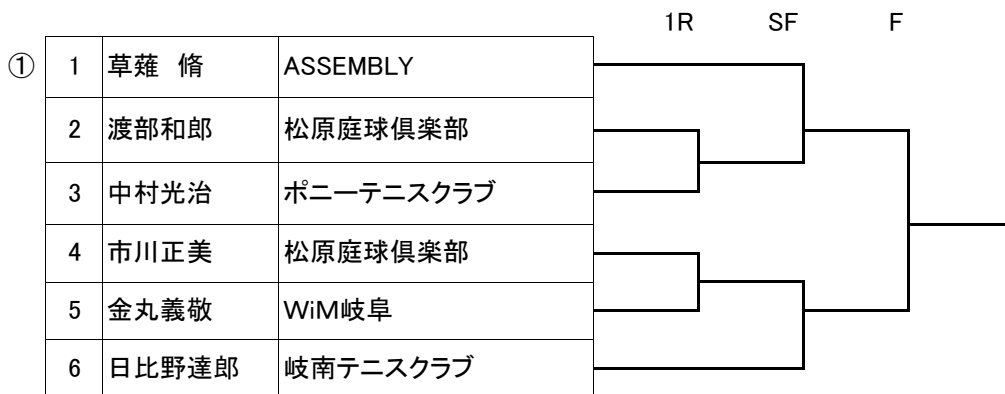 1R SF F
① 1 草薙 脩 ASSEMBLY
2 渡部和郎 松原庭球倶楽部
3 中村光治 ポニーテニスクラブ
4 市川正美 松原庭球倶楽部
5 金丸義敬 WiM岐阜
6 日比野達郎 岐南テニスクラブ